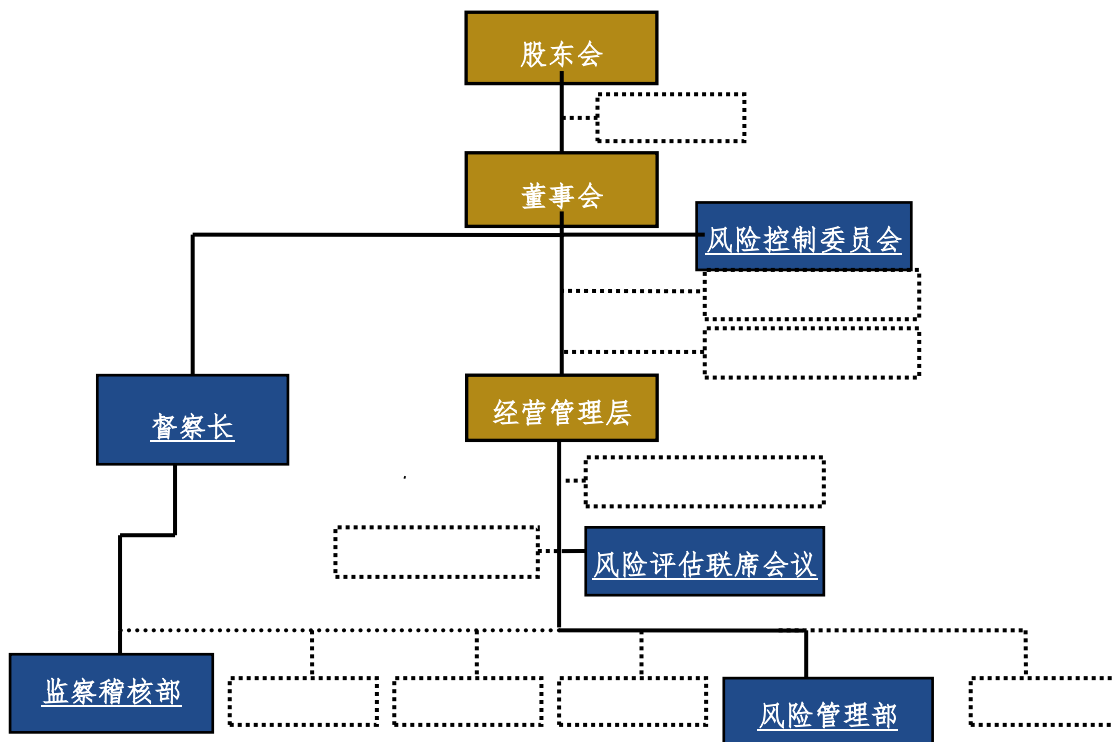 股东会
董事会
风险控制委员会
督察长
经营管理层
风险评估联席会议
监察稽核部
风险管理部